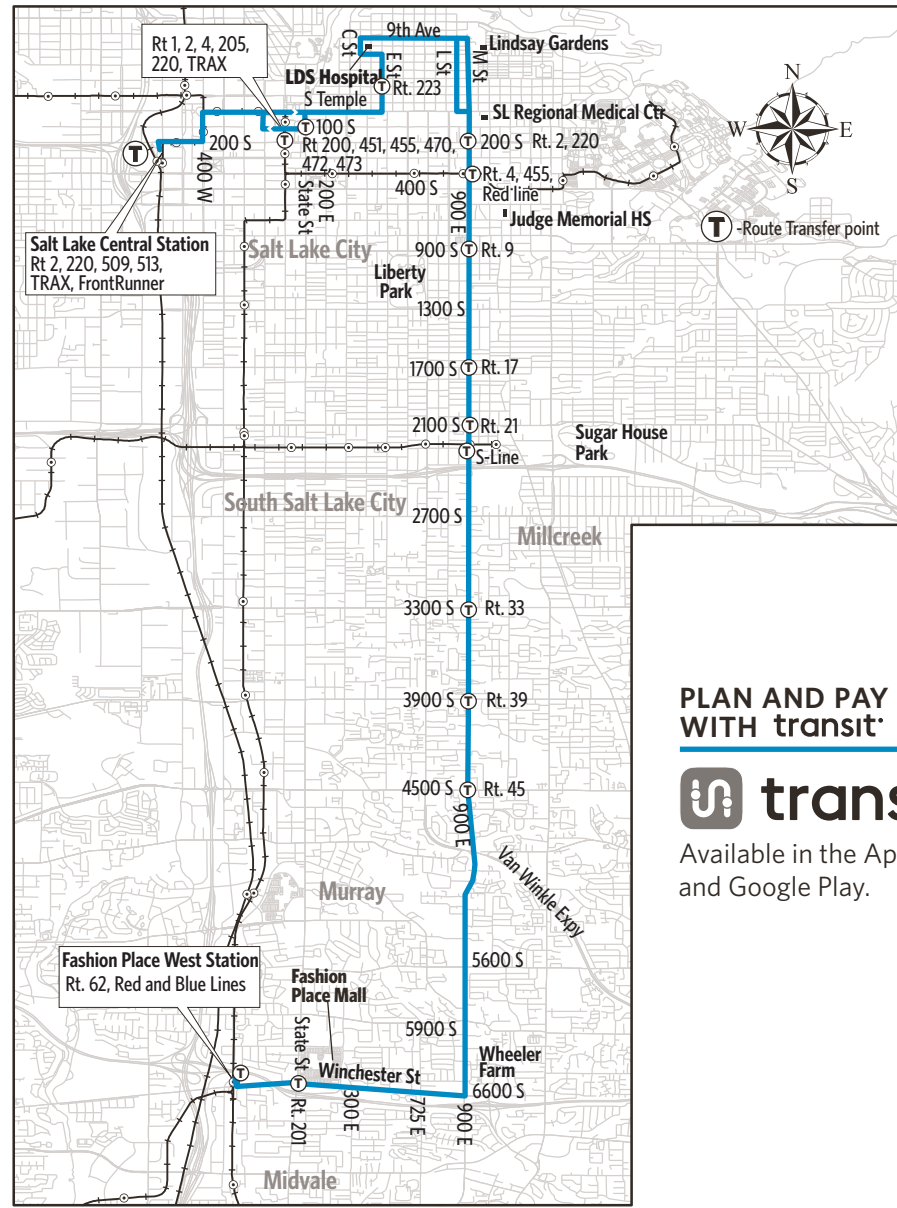 Rt 1, 2, 4, 205,
220, TRAX
9th Ave
C St
E St
L St
M St
Lindsay Gardens
LDS Hospital
Rt. 223
S Temple
SL Regional Medical Ctr
100 S
200 S
200 S Rt. 2, 220
Rt 200, 451, 455, 470,
472, 473
N
W
E
S
T
400 W
State St
200 E
400 S
900 E
Rt. 4, 455,
Red line
Judge Memorial HS
T -Route Transfer point
Salt Lake Central Station
Rt 2, 220, 509, 513,
TRAX, FrontRunner
Salt Lake City
900 S T Rt. 9
Liberty
Park
1300 S
1700 S T Rt. 17
2100 S T Rt. 21
T S-Line
Sugar House
Park
South Salt Lake City
2700 S
Millcreek
3300 S T Rt. 33
3900 S T Rt. 39
4500 S T Rt. 45
900 E
Van Winkle Expy
PLAN AND PAY
WITH transit
trans
Available in the Ap
and Google Play.
Murray
Fashion Place West Station
Rt. 62, Red and Blue Lines
Fashion
Place Mall
5600 S
5900 S
State St
Winchester St
Wheeler
Farm
6600 S
T
T
Rt. 201
300 E
725 E
900 E
Midvale